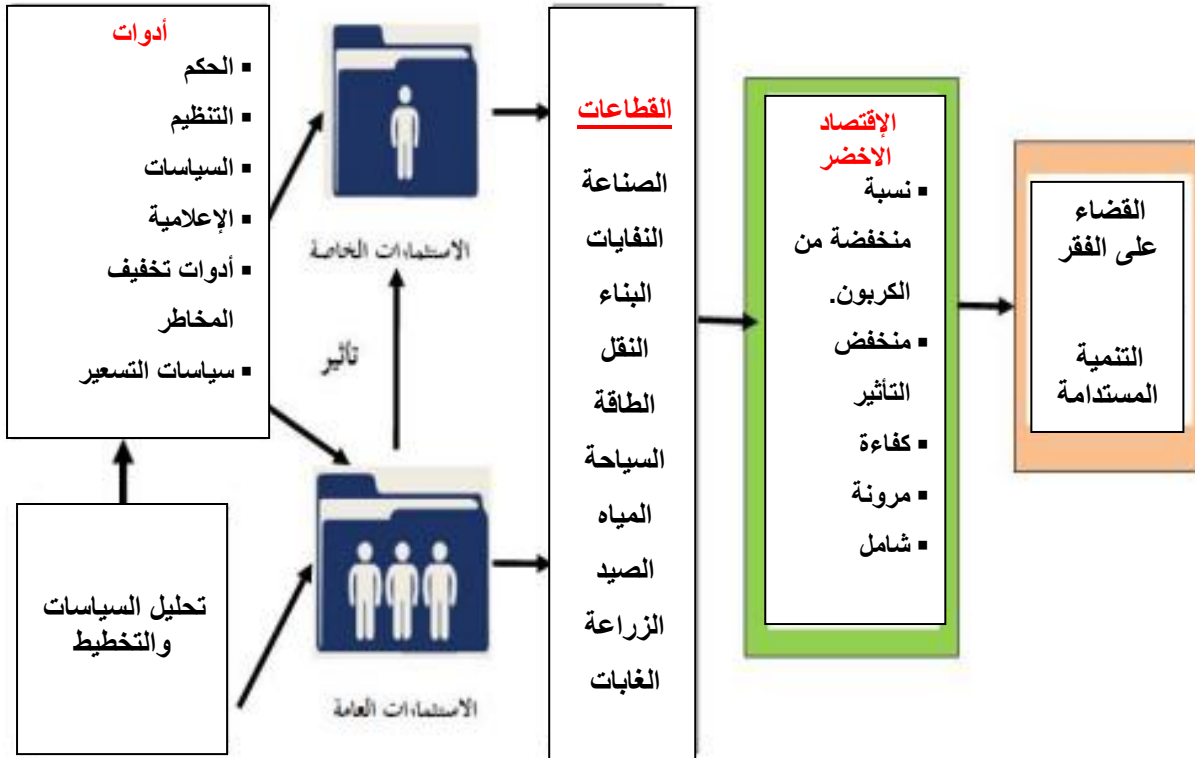 أدوات
▪ الحكم
▪ التنظيم
▪ السياسات
▪ الإعلامية
▪ أدوات تخفيف
المخاطر
▪ سياسات التسعير
تحليل السياسات
والتخطيط
الاستثمارات الخاصة
تأثير
الاستثمارات العامة
القطاعات
الصناعة
النفايات
البناء
النقل
الطاقة
السياحة
المياه
الصيد
الزراعة
الغابات
الإقتصاد
الاخضر
▪ نسبة
منخفضة من
الكربون.
▪ منخفض
التأثير
▪ كفاءة
▪ مرونة
▪ شامل
القضاء
على الفقر
التنمية
المستدامة